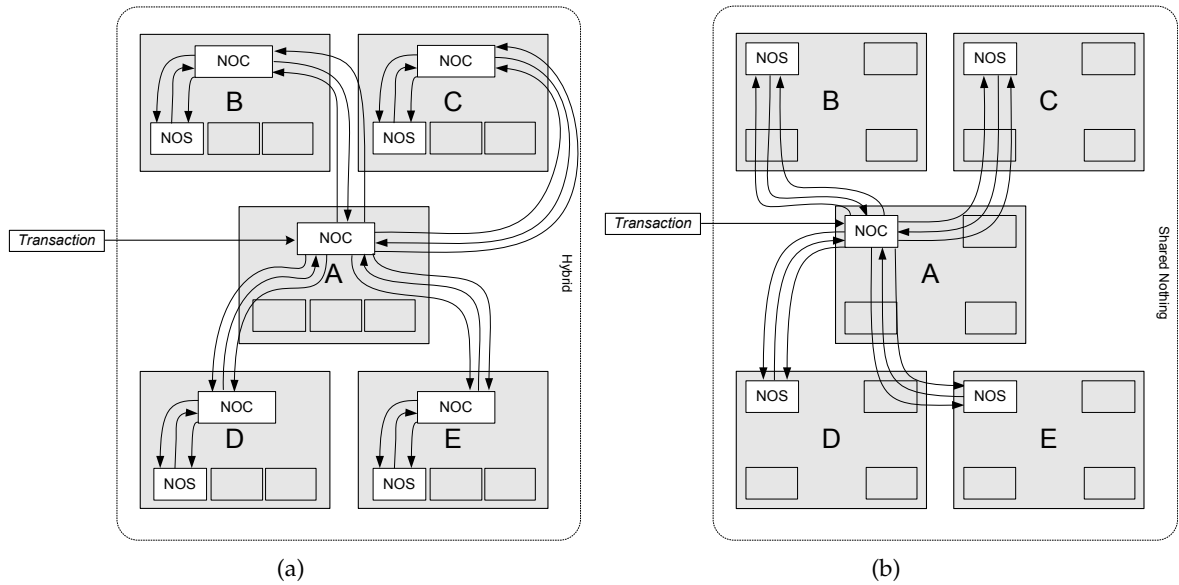 NOC
B
NOS
NOC
C
NOS
Transaction
NOC
A
NOC
D
NOS
NOC
E
NOS
Hybrid
(a)
NOS
B
NOS
C
Transaction
NOC
A
NOS
D
NOS
E
Shared Nothing
(b)